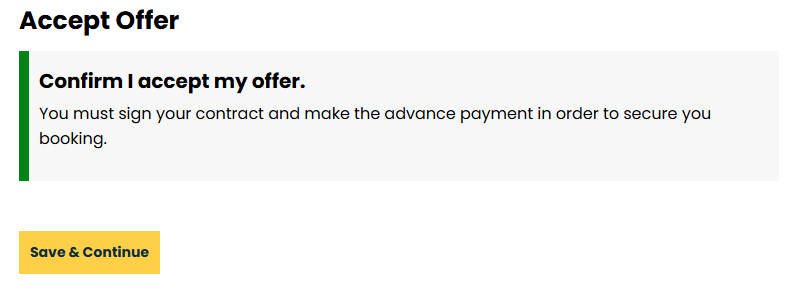 Accept Offer
Confirm I accept my offer.
You must sign your contract and make the advance payment in order to secure you
booking.
Save & Continue